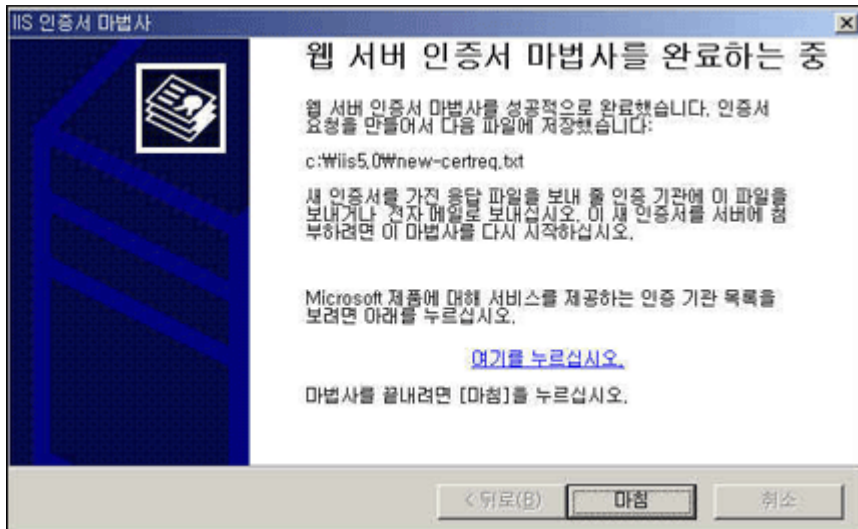 IIS 인증서 마법사
웹 서버 인증서 마법사를 완료하는 중
웹 서버 인증서 마법사를 성공적으로 완료했습니다. 인증서
요청을 만들어서 다음 파일에 저장했습니다:
c:₩iis5.0₩new-certreq.txt
새 인증서를 가진 응답 파일을 보내 줄 인증 기관에 이 파일을
보내거나 전자 메일로 보내십시오. 이 새 인증서를 서버에 첨
부하려면 이 마법사를 다시 시작하십시오.
Microsoft 제품에 대해 서비스를 제공하는 인증 기관 목록을
보려면 아래를 누르십시오.
여기를 누르십시오.
마법사를 끝내려면 [마침]을 누르십시오.
< 뒤로(B) 마침 취소